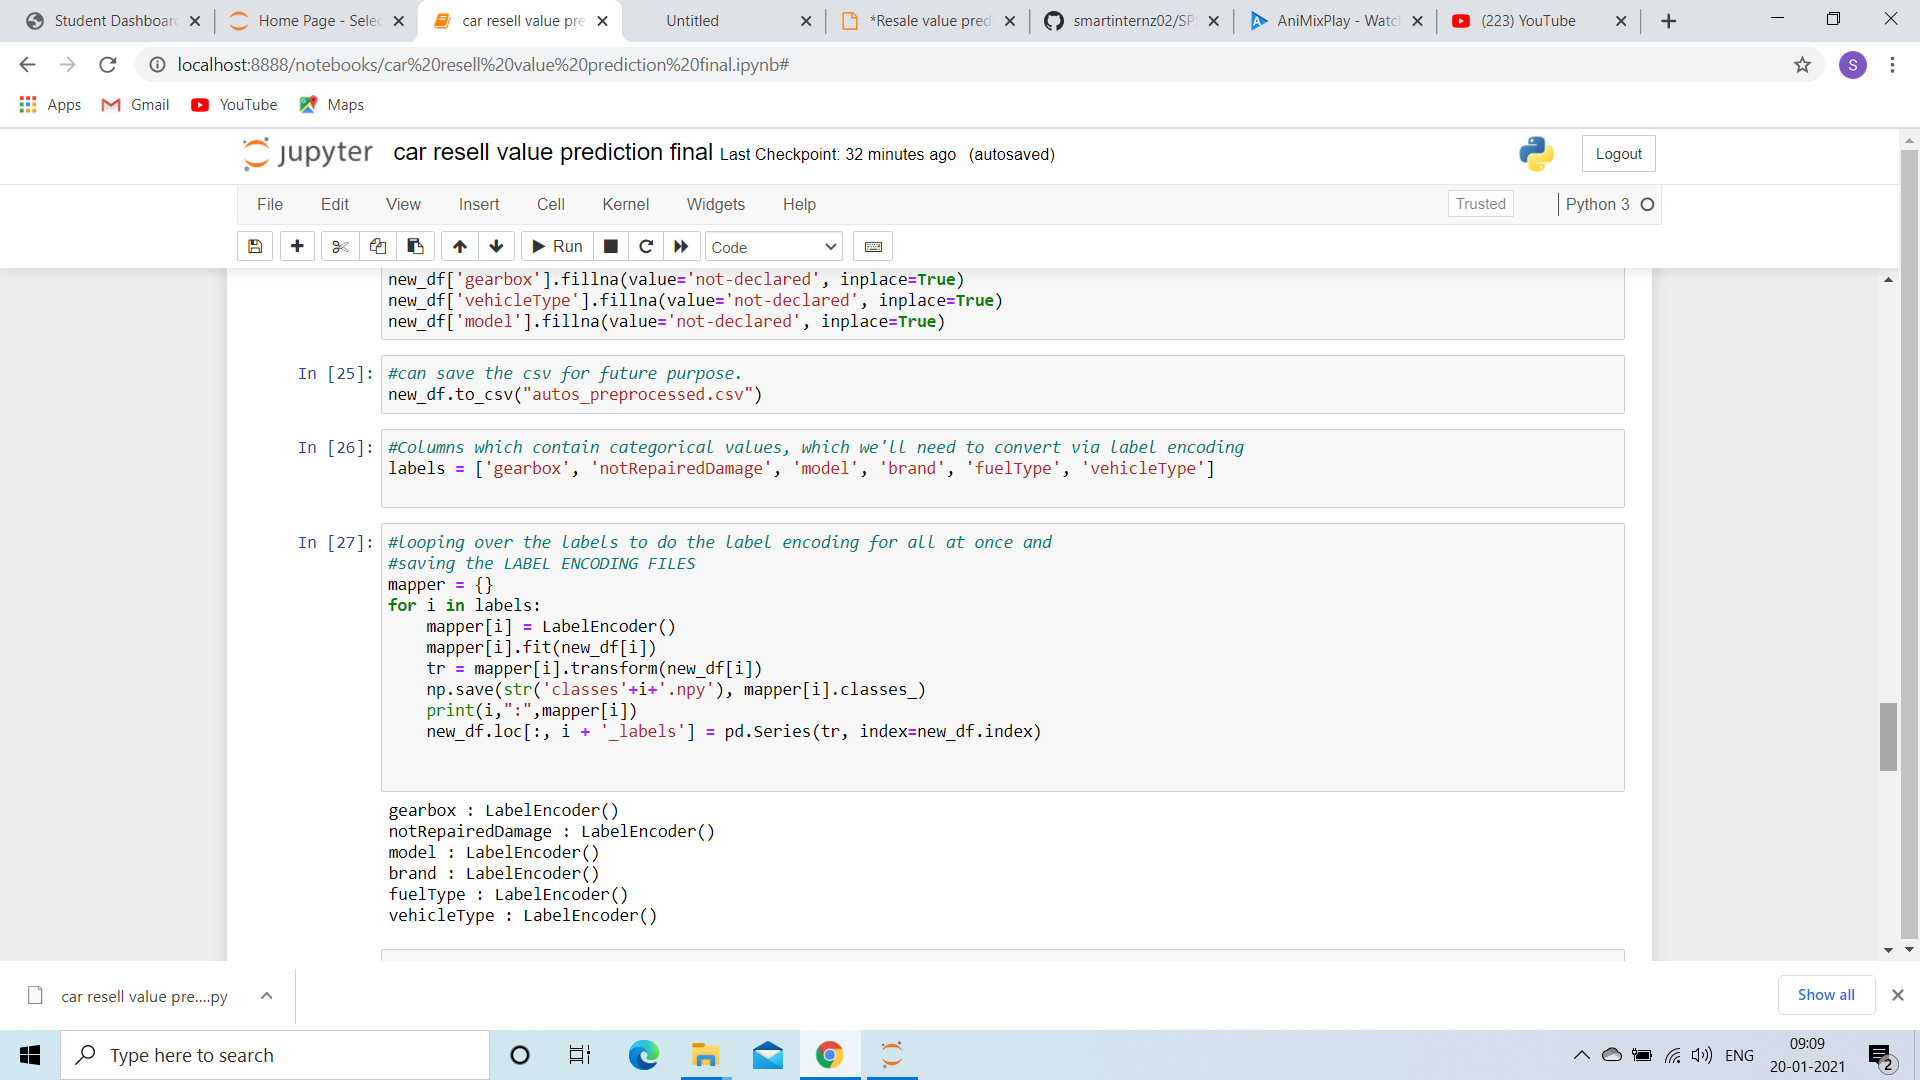 Student Dashboard
Home Page - Selec
car resell value pre
Untitled
*Resale value pred
smartinternz02/SPS
AniMixPlay - Watch
(223) YouTube
localhost:8888/notebooks/car%20resell%20value%20prediction%20final.ipynb#
S
Apps
Gmail
YouTube
Maps
jupyter
car resell value prediction final Last Checkpoint: 32 minutes ago (autosaved)
Logout
File Edit View Insert Cell Kernel Widgets Help
Trusted
Python 3
Run
Code
new_df['gearbox'].fillna(value='not-declared', inplace=True)
new_df['vehicleType'].fillna(value='not-declared', inplace=True)
new_df['model'].fillna(value='not-declared', inplace=True)
In [25]:
#can save the csv for future purpose.
new_df.to_csv("autos_preprocessed.csv")
In [26]:
#Columns which contain categorical values, which we'll need to convert via label encoding
labels = ['gearbox', 'notRepairedDamage', 'model', 'brand', 'fuelType', 'vehicleType']
In [27]:
#looping over the labels to do the label encoding for all at once and
#saving the LABEL ENCODING FILES
mapper = {}
for i in labels:
    mapper[i] = LabelEncoder()
    mapper[i].fit(new_df[i])
    tr = mapper[i].transform(new_df[i])
    np.save(str('classes'+i+'.npy'), mapper[i].classes_)
    print(i,":",mapper[i])
    new_df.loc[:, i + '_labels'] = pd.Series(tr, index=new_df.index)
gearbox : LabelEncoder()
notRepairedDamage : LabelEncoder()
model : LabelEncoder()
brand : LabelEncoder()
fuelType : LabelEncoder()
vehicleType : LabelEncoder()
car resell value pre....py
Show all
Type here to search
ENG
09:09
20-01-2021
2